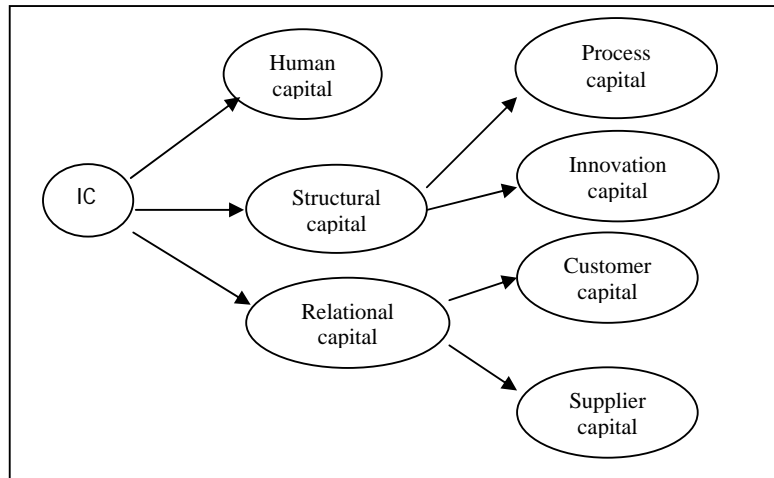 Human
capital
Process
capital
IC
Structural
capital
Innovation
capital
Relational
capital
Customer
capital
Supplier
capital